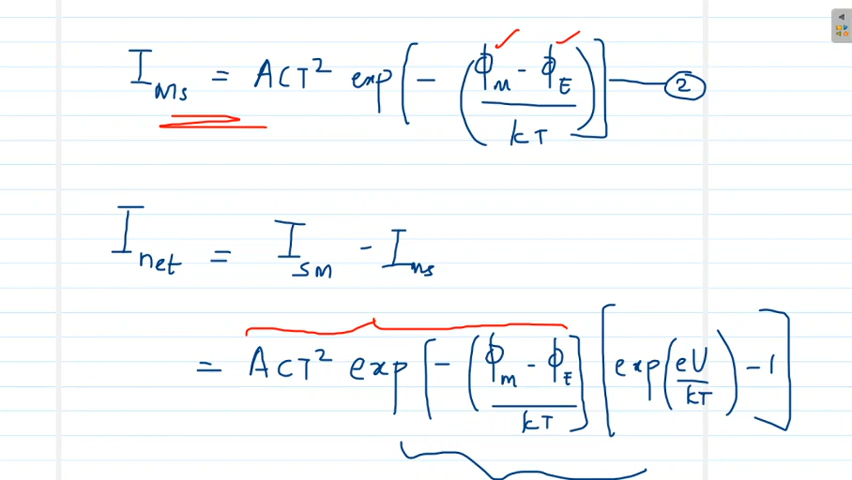 I_Ms = ACT² exp[-(ϕ_M - ϕ_E)/kT] — ②
I_net = I_SM - I_Ms
= ACT² exp[-(ϕ_m - ϕ_E)/kT] [exp(eV/kT) - 1]